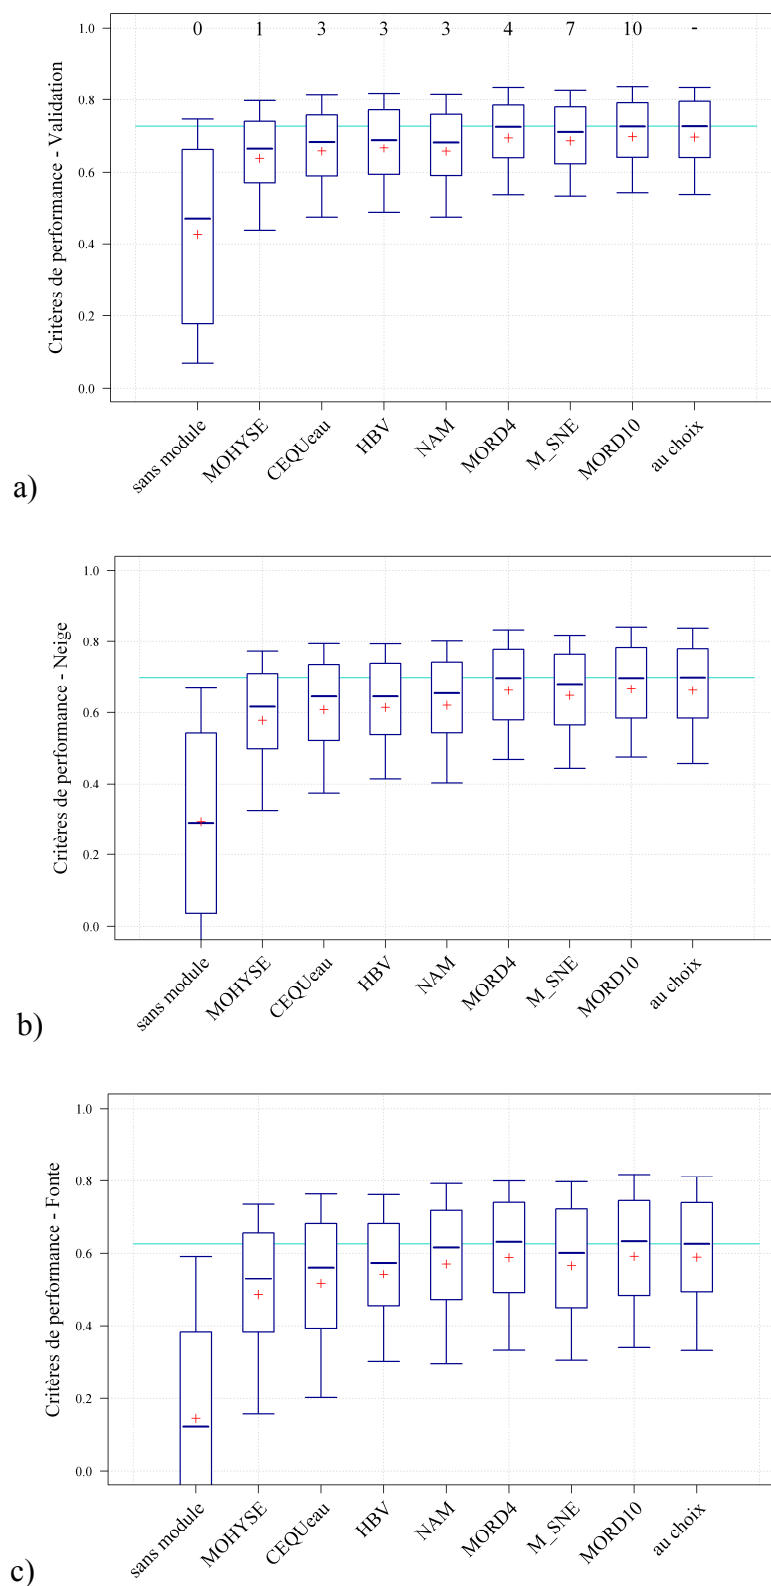 0 1 3 3 3 4 7 10 -
Critères de performance - Validation
1.0
0.8
0.6
0.4
0.2
0.0
sans module MOHYSE CEQUeau HBV NAM MORD4 M_SNE MORD10 au choix
a)
Critères de performance - Neige
1.0
0.8
0.6
0.4
0.2
0.0
sans module MOHYSE CEQUeau HBV NAM MORD4 M_SNE MORD10 au choix
b)
Critères de performance - Fonte
1.0
0.8
0.6
0.4
0.2
0.0
sans module MOHYSE CEQUeau HBV NAM MORD4 M_SNE MORD10 au choix
c)